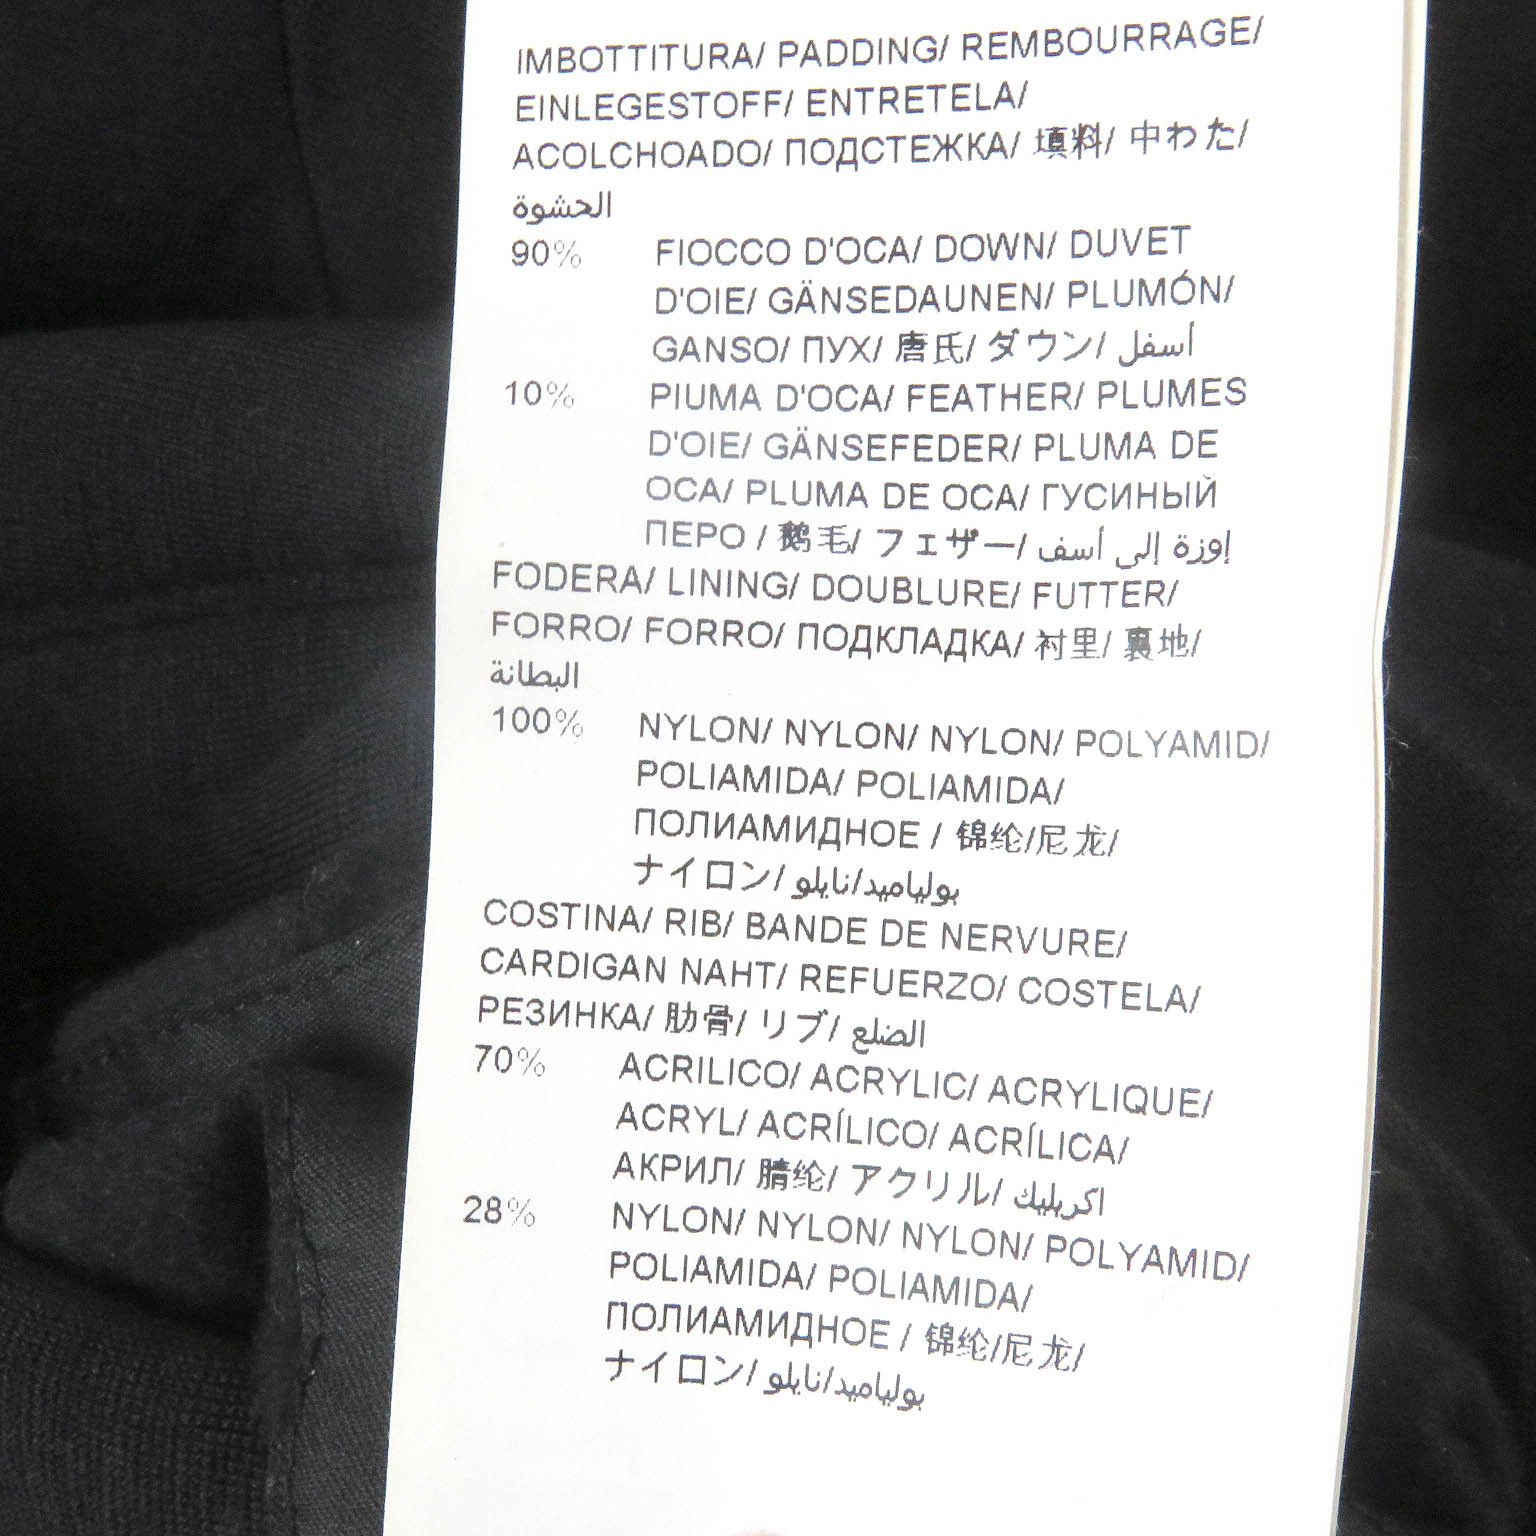 IMBOTTITURA/ PADDING/ REMBOURRAGE/
EINLEGESTOFF/ ENTRETELA/
ACOLCHOADO/ ПОДСТЕЖКА/ 填料/ 中わた/
الحشوة
90% FIOCCO D'OCA/ DOWN/ DUVET
D'OIE/ GÄNSEDAUNEN/ PLUMÓN/
GANSO/ ПУХ/ 唐氏/ ダウン/ أسفل
10% PIUMA D'OCA/ FEATHER/ PLUMES
D'OIE/ GÄNSEFEDER/ PLUMA DE
OCA/ PLUMA DE OCA/ ГУСИНЫЙ
ПЕРО / 鹅毛/ フェザー/ إوزة إلى أسف
FODERA/ LINING/ DOUBLURE/ FUTTER/
FORRO/ FORRO/ ПОДКЛАДКА/ 衬里/ 裏地/
البطانة
100% NYLON/ NYLON/ NYLON/ POLYAMID/
POLIAMIDA/ POLIAMIDA/
ПОЛИАМИДНОЕ / 锦纶/尼龙/
ナイロン/ بولياميد/نايلو
COSTINA/ RIB/ BANDE DE NERVURE/
CARDIGAN NAHT/ REFUERZO/ COSTELA/
РЕЗИНКА/ 肋骨/ リブ/ الضلع
70% ACRILICO/ ACRYLIC/ ACRYLIQUE/
ACRYL/ ACRÍLICO/ ACRÍLICA/
АКРИЛ/ 腈纶/ アクリル/ اكريليك
28% NYLON/ NYLON/ NYLON/ POLYAMID/
POLIAMIDA/ POLIAMIDA/
ПОЛИАМИДНОЕ / 锦纶/尼龙/
ナイロン/ بولياميد/نايلو